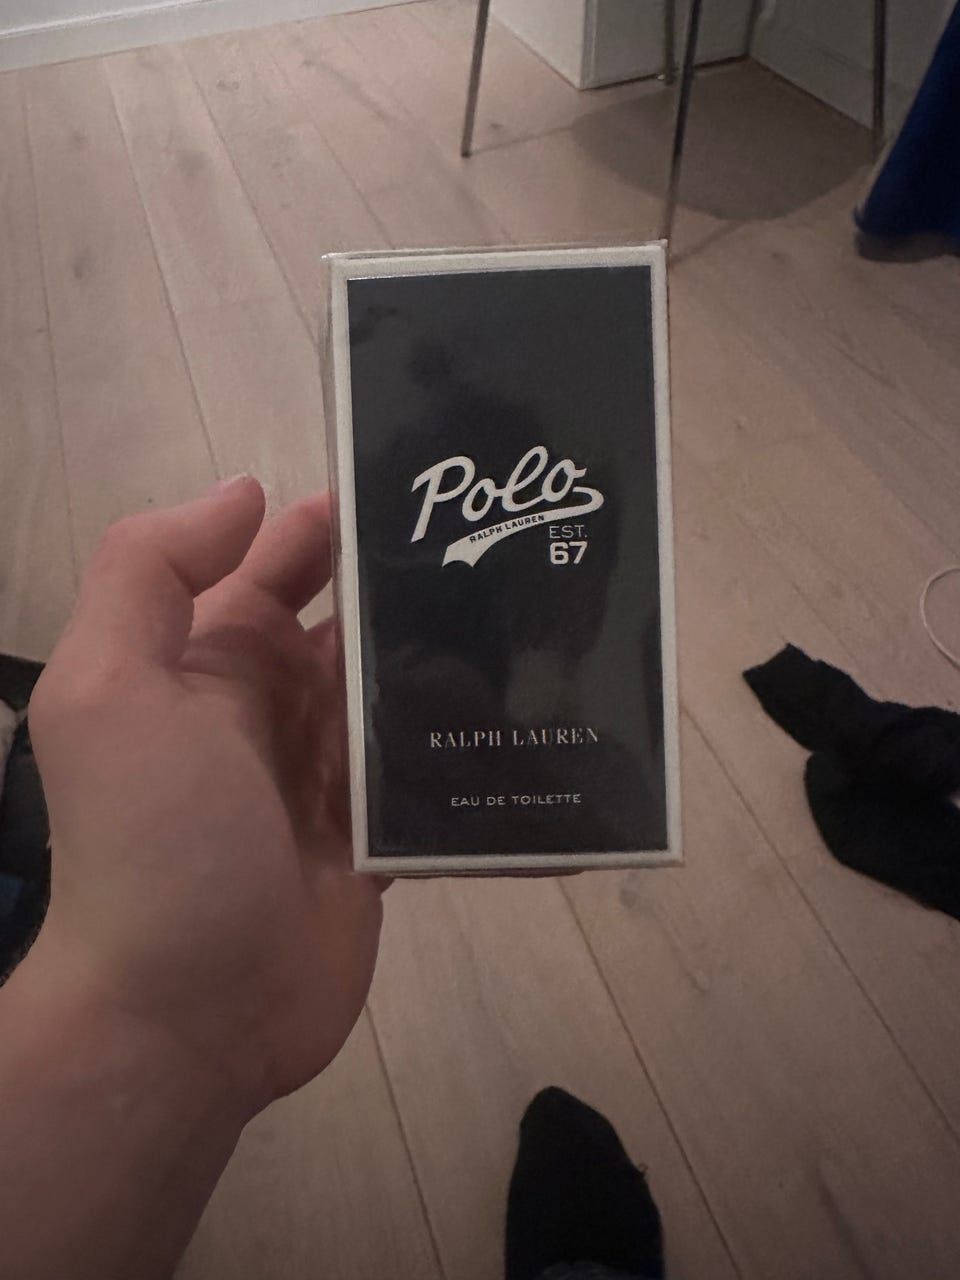 Polo
RALPH LAUREN
EST.
67
RALPH LAUREN
EAU DE TOILETTE